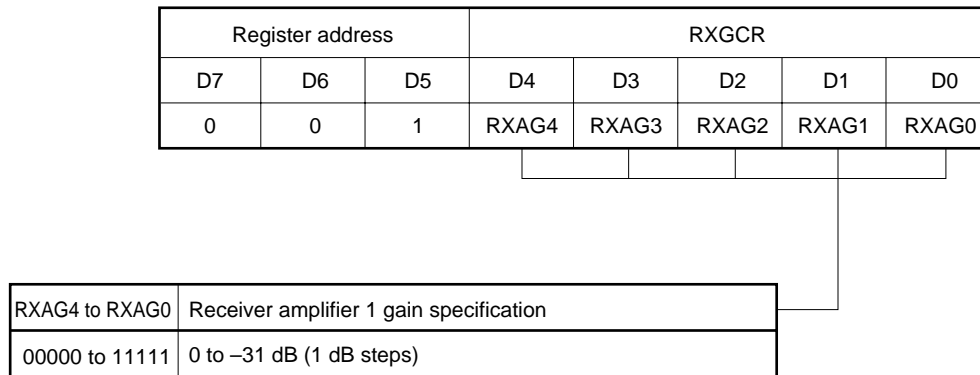 Register address RXGCR
D7 D6 D5 D4 D3 D2 D1 D0
0 0 1 RXAG4 RXAG3 RXAG2 RXAG1 RXAG0
RXAG4 to RXAG0 Receiver amplifier 1 gain specification
00000 to 11111 0 to –31 dB (1 dB steps)